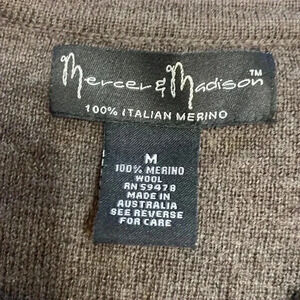 Mercer & Madison™
100% ITALIAN MERINO
M
100% MERINO
WOOL
RN 59478
MADE IN
AUSTRALIA
SEE REVERSE
FOR CARE